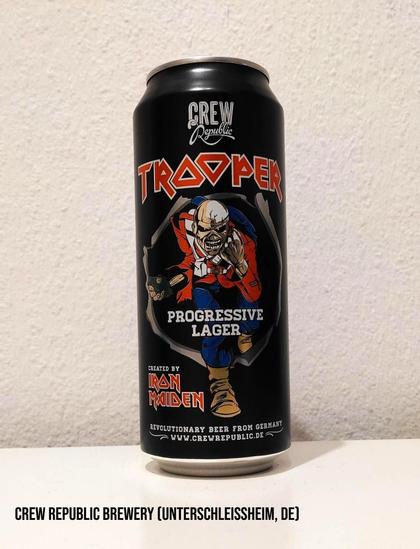 CREW
Republic
TROOPER
PROGRESSIVE
LAGER
CREATED BY
IRON
MAIDEN
REVOLUTIONARY BEER FROM GERMANY
WWW.CREWREPUBLIC.DE
CREW REPUBLIC BREWERY (UNTERSCHLEISSHEIM, DE)